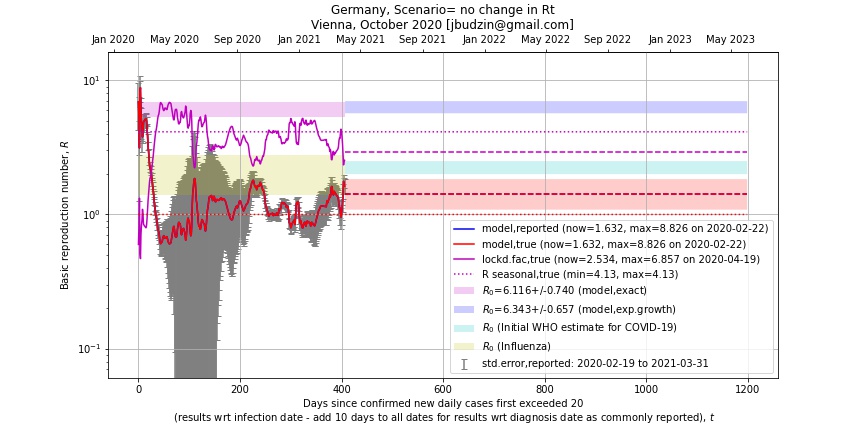 Germany, Scenario= no change in Rt
Vienna, October 2020 [jbudzin@gmail.com]
Jan 2020 May 2020 Sep 2020 Jan 2021 May 2021 Sep 2021 Jan 2022 May 2022 Sep 2022 Jan 2023 May 2023
Basic reproduction number, R
10¹
10⁰
10⁻¹
model,reported (now=1.632, max=8.826 on 2020-02-22)
model,true (now=1.632, max=8.826 on 2020-02-22)
lockd.fac,true (now=2.534, max=6.857 on 2020-04-19)
R seasonal,true (min=4.13, max=4.13)
R₀=6.116+/-0.740 (model,exact)
R₀=6.343+/-0.657 (model,exp.growth)
R₀ (Initial WHO estimate for COVID-19)
R₀ (Influenza)
std.error,reported: 2020-02-19 to 2021-03-31
0 200 400 600 800 1000 1200
Days since confirmed new daily cases first exceeded 20
(results wrt infection date - add 10 days to all dates for results wrt diagnosis date as commonly reported), t